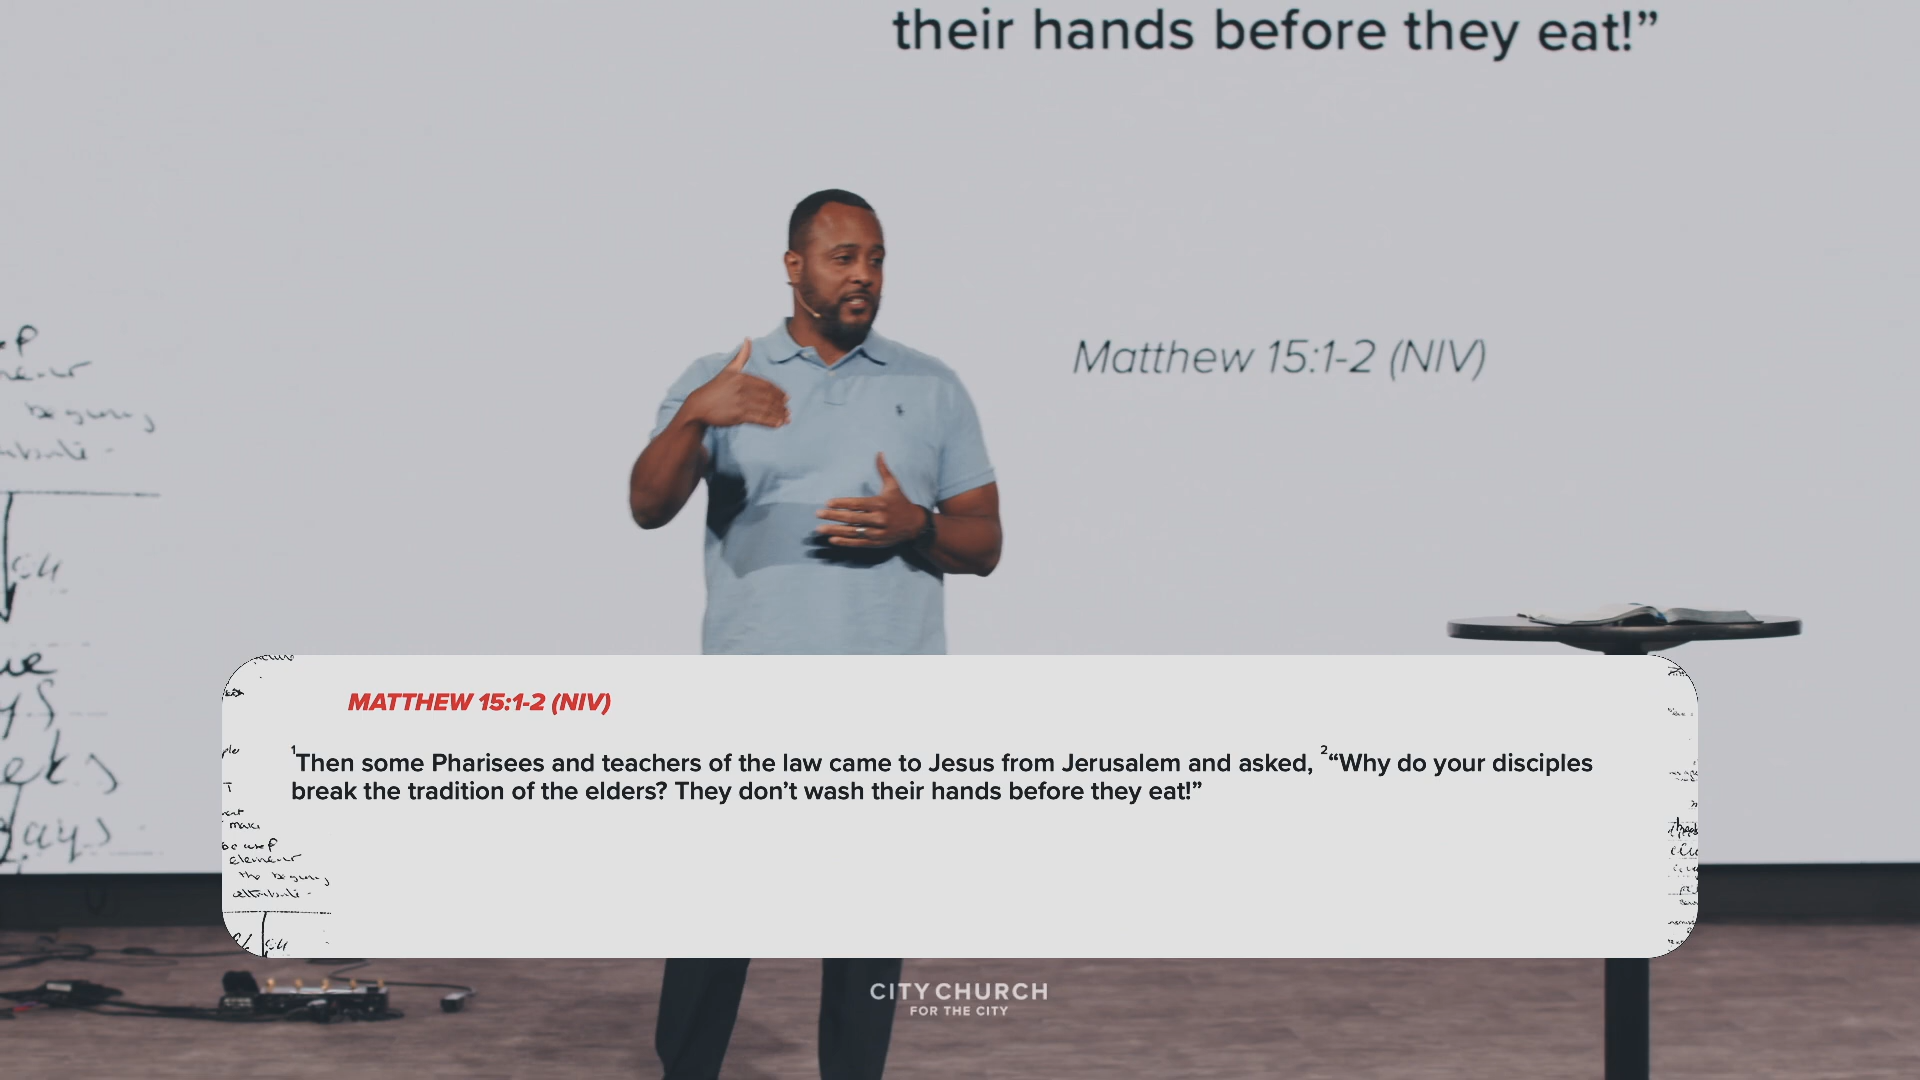 their hands before they eat!”
Matthew 15:1-2 (NIV)
MATTHEW 15:1-2 (NIV)
¹Then some Pharisees and teachers of the law came to Jesus from Jerusalem and asked, ²“Why do your disciples
break the tradition of the elders? They don’t wash their hands before they eat!”
make
the
CITY CHURCH
FOR THE CITY